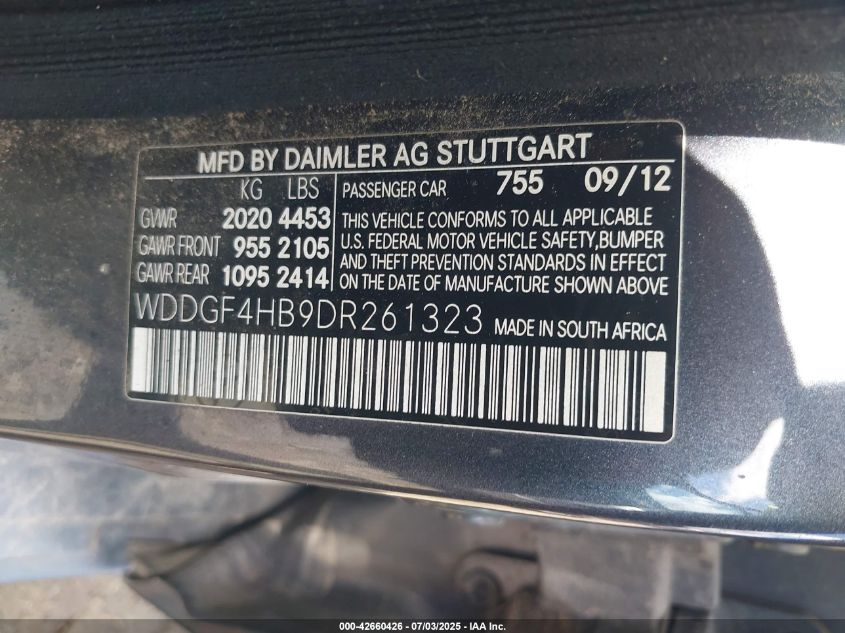 MFD BY DAIMLER AG STUTTGART
KG LBS
GVWR 2020 4453
GAWR FRONT 955 2105
GAWR REAR 1095 2414
PASSENGER CAR 755 09/12
THIS VEHICLE CONFORMS TO ALL APPLICABLE
U.S. FEDERAL MOTOR VEHICLE SAFETY,BUMPER
AND THEFT PREVENTION STANDARDS IN EFFECT
ON THE DATE OF MANUFACTURE SHOWN ABOVE
WDDGF4HB9DR261323 MADE IN SOUTH AFRICA
000-42660426 - 07/03/2025 - IAA Inc.